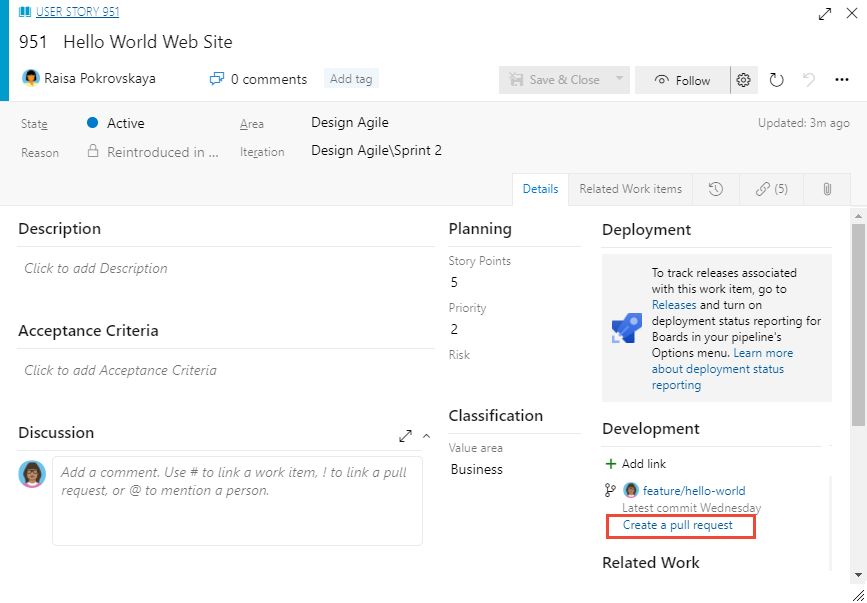 USER STORY 951
951 Hello World Web Site
Raisa Pokrovskaya
0 comments
Add tag
Save & Close
Follow
State
Active
Area
Design Agile
Updated: 3m ago
Reason
Reintroduced in ...
Iteration
Design Agile\Sprint 2
Details
Related Work items
(5)
Description
Click to add Description
Acceptance Criteria
Click to add Acceptance Criteria
Discussion
Add a comment. Use # to link a work item, ! to link a pull
request, or @ to mention a person.
Planning
Story Points
5
Priority
2
Risk
Classification
Value area
Business
Deployment
To track releases associated
with this work item, go to
Releases and turn on
deployment status reporting for
Boards in your pipeline's
Options menu. Learn more
about deployment status
reporting
Development
Add link
feature/hello-world
Latest commit Wednesday
Create a pull request
Related Work